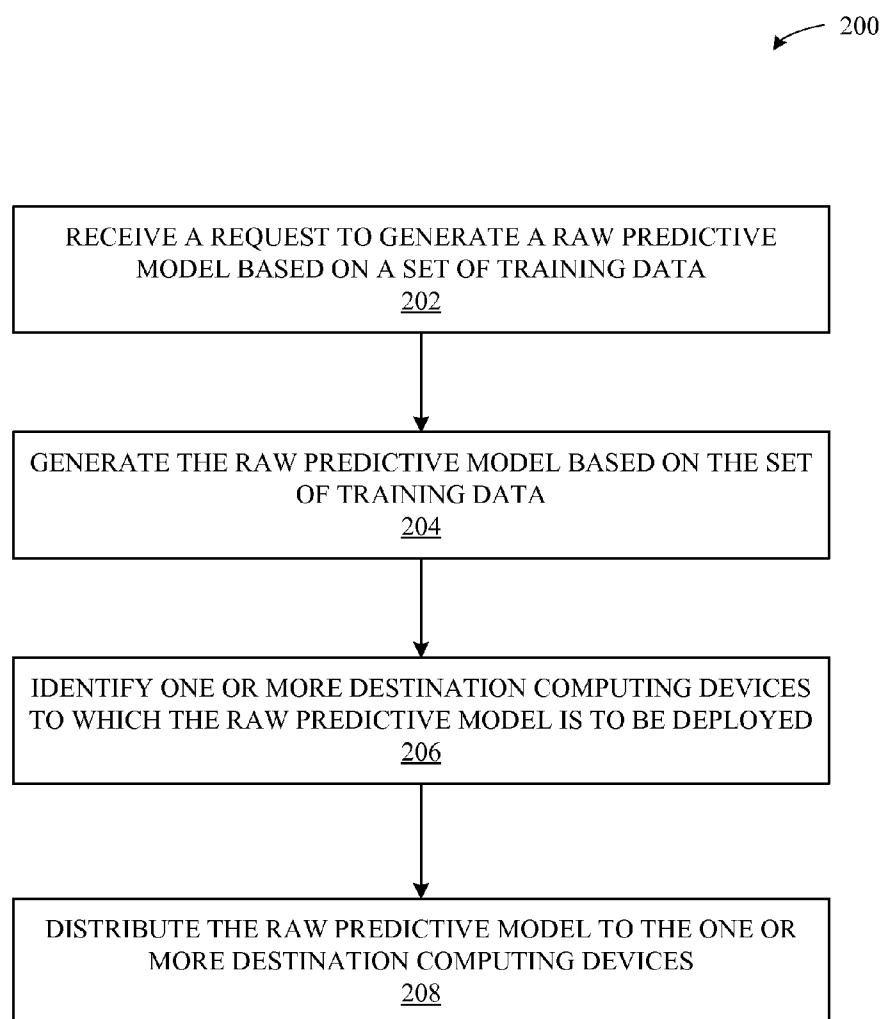 200
RECEIVE A REQUEST TO GENERATE A RAW PREDICTIVE
MODEL BASED ON A SET OF TRAINING DATA
202
GENERATE THE RAW PREDICTIVE MODEL BASED ON THE SET
OF TRAINING DATA
204
IDENTIFY ONE OR MORE DESTINATION COMPUTING DEVICES
TO WHICH THE RAW PREDICTIVE MODEL IS TO BE DEPLOYED
206
DISTRIBUTE THE RAW PREDICTIVE MODEL TO THE ONE OR
MORE DESTINATION COMPUTING DEVICES
208